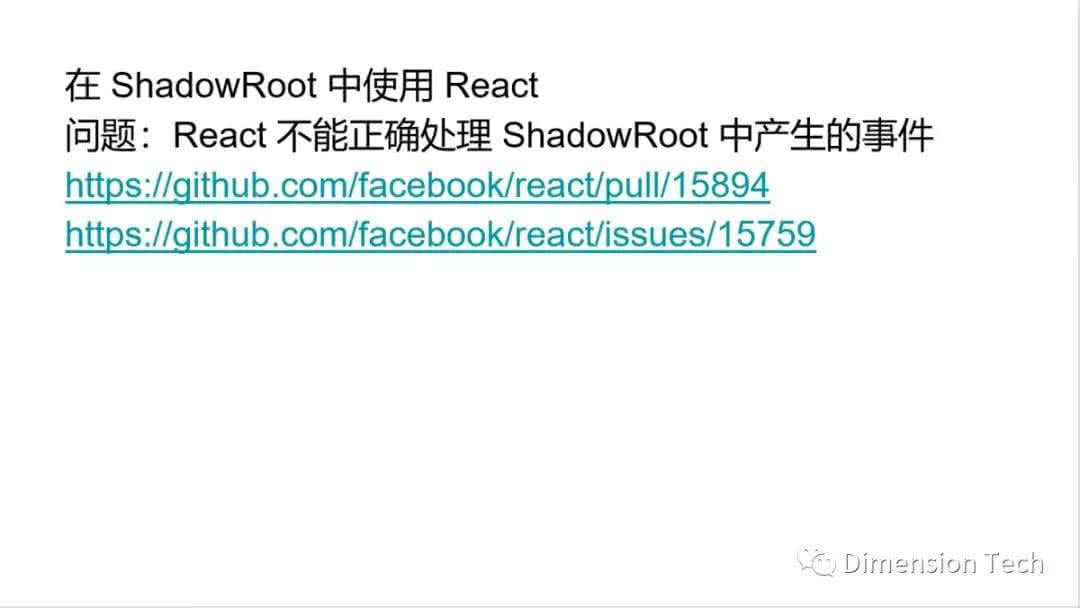 在 ShadowRoot 中使用 React
问题：React 不能正确处理 ShadowRoot 中产生的事件
https://github.com/facebook/react/pull/15894
https://github.com/facebook/react/issues/15759
Dimension Tech